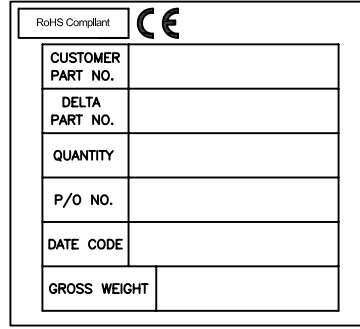 RoHS Compliant CE
CUSTOMER
PART NO.
DELTA
PART NO.
QUANTITY
P/O NO.
DATE CODE
GROSS WEIGHT